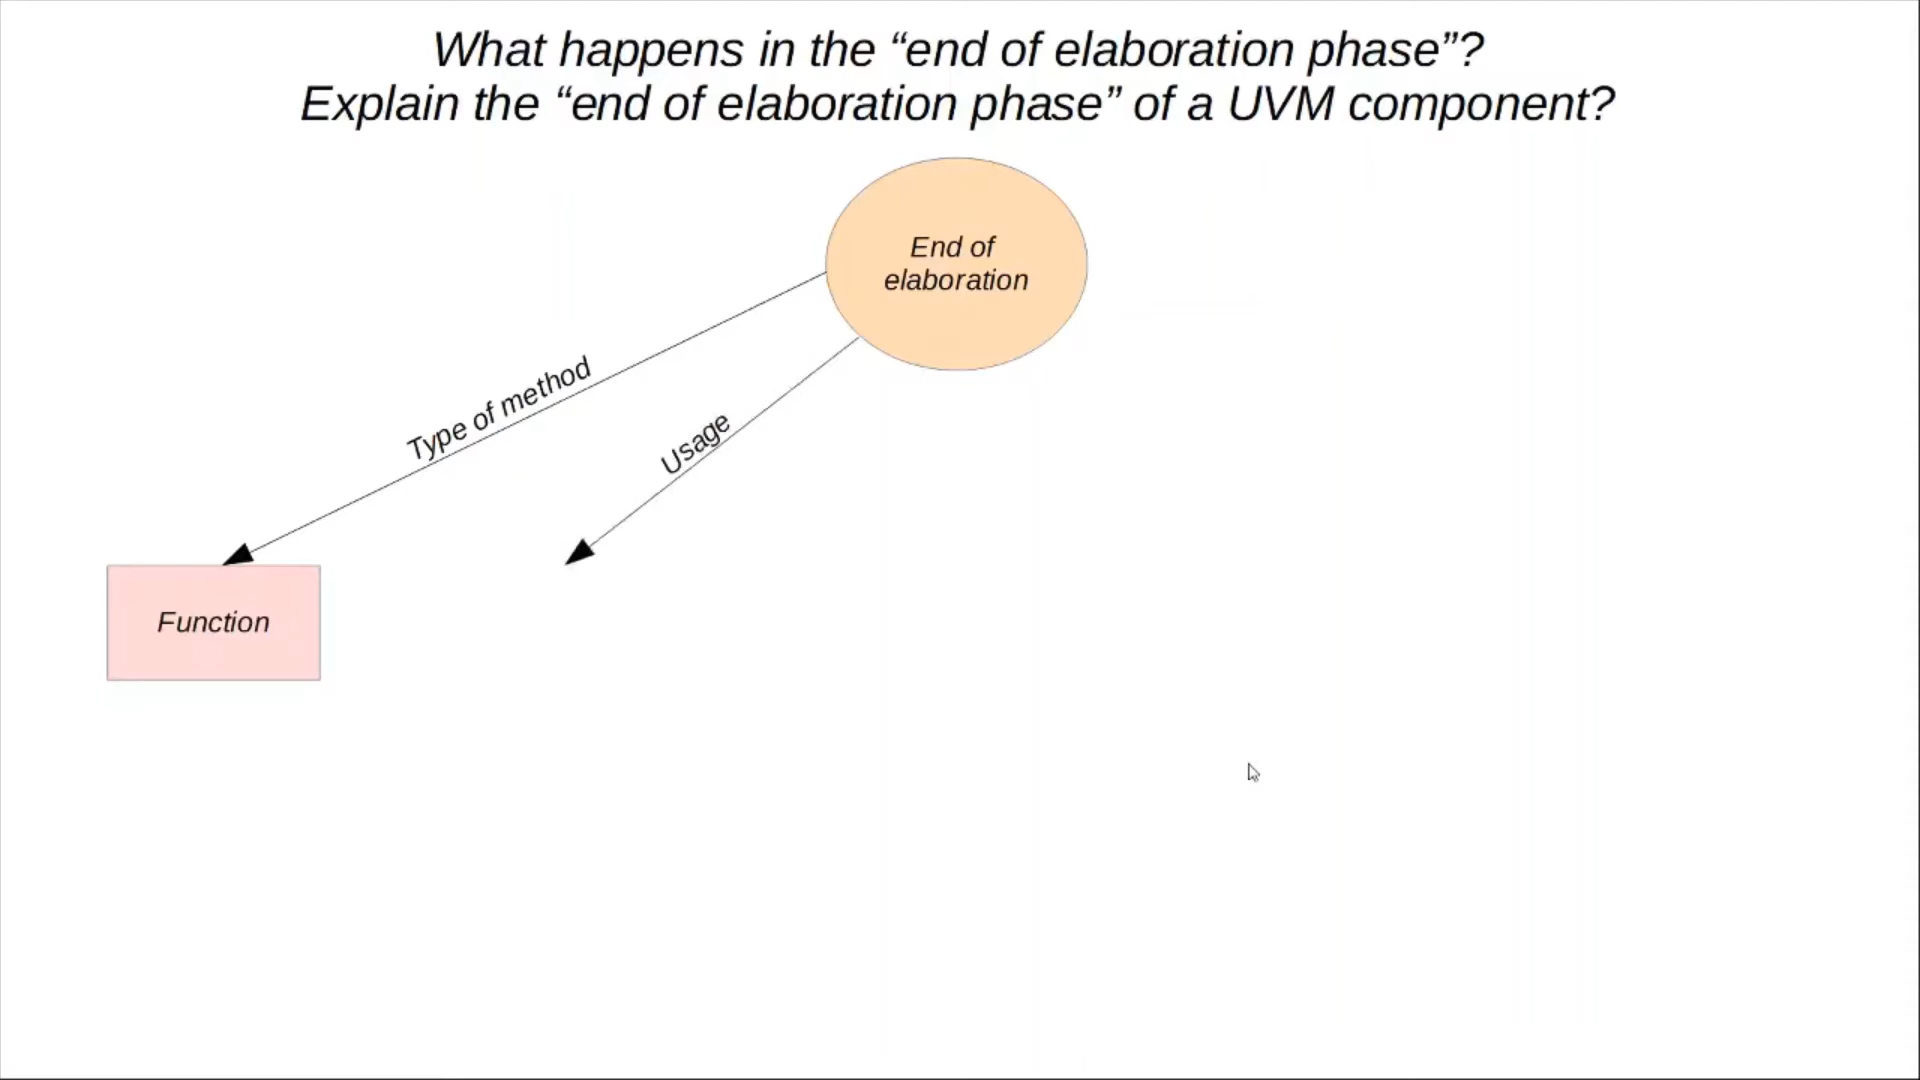 What happens in the “end of elaboration phase”?
Explain the “end of elaboration phase” of a UVM component?
End of
elaboration
Type of method
Usage
Function